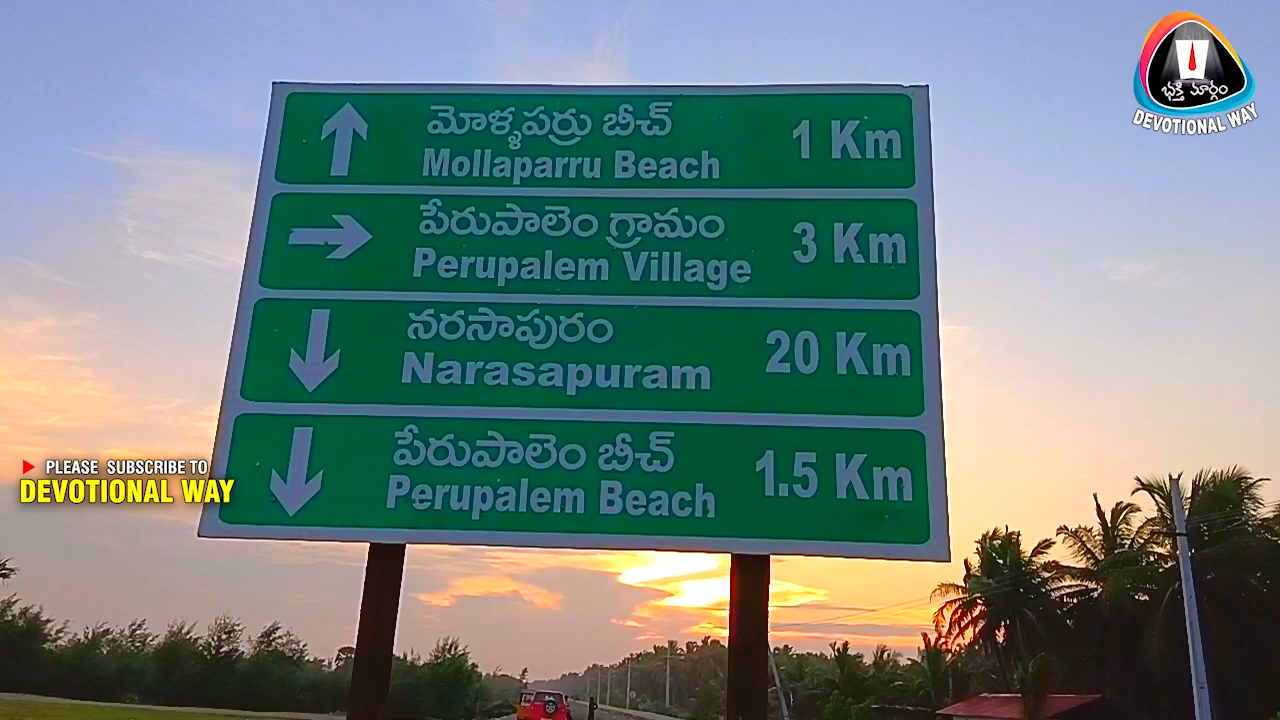 మోళ్ళపర్రు బీచ్
Mollaparru Beach
1 Km
పేరుపాలెం గ్రామం
Perupalem Village
3 Km
నరసాపురం
Narasapuram
20 Km
పేరుపాలెం బీచ్
Perupalem Beach
1.5 Km
భక్తి మార్గం
DEVOTIONAL WAY
PLEASE SUBSCRIBE TO
DEVOTIONAL WAY